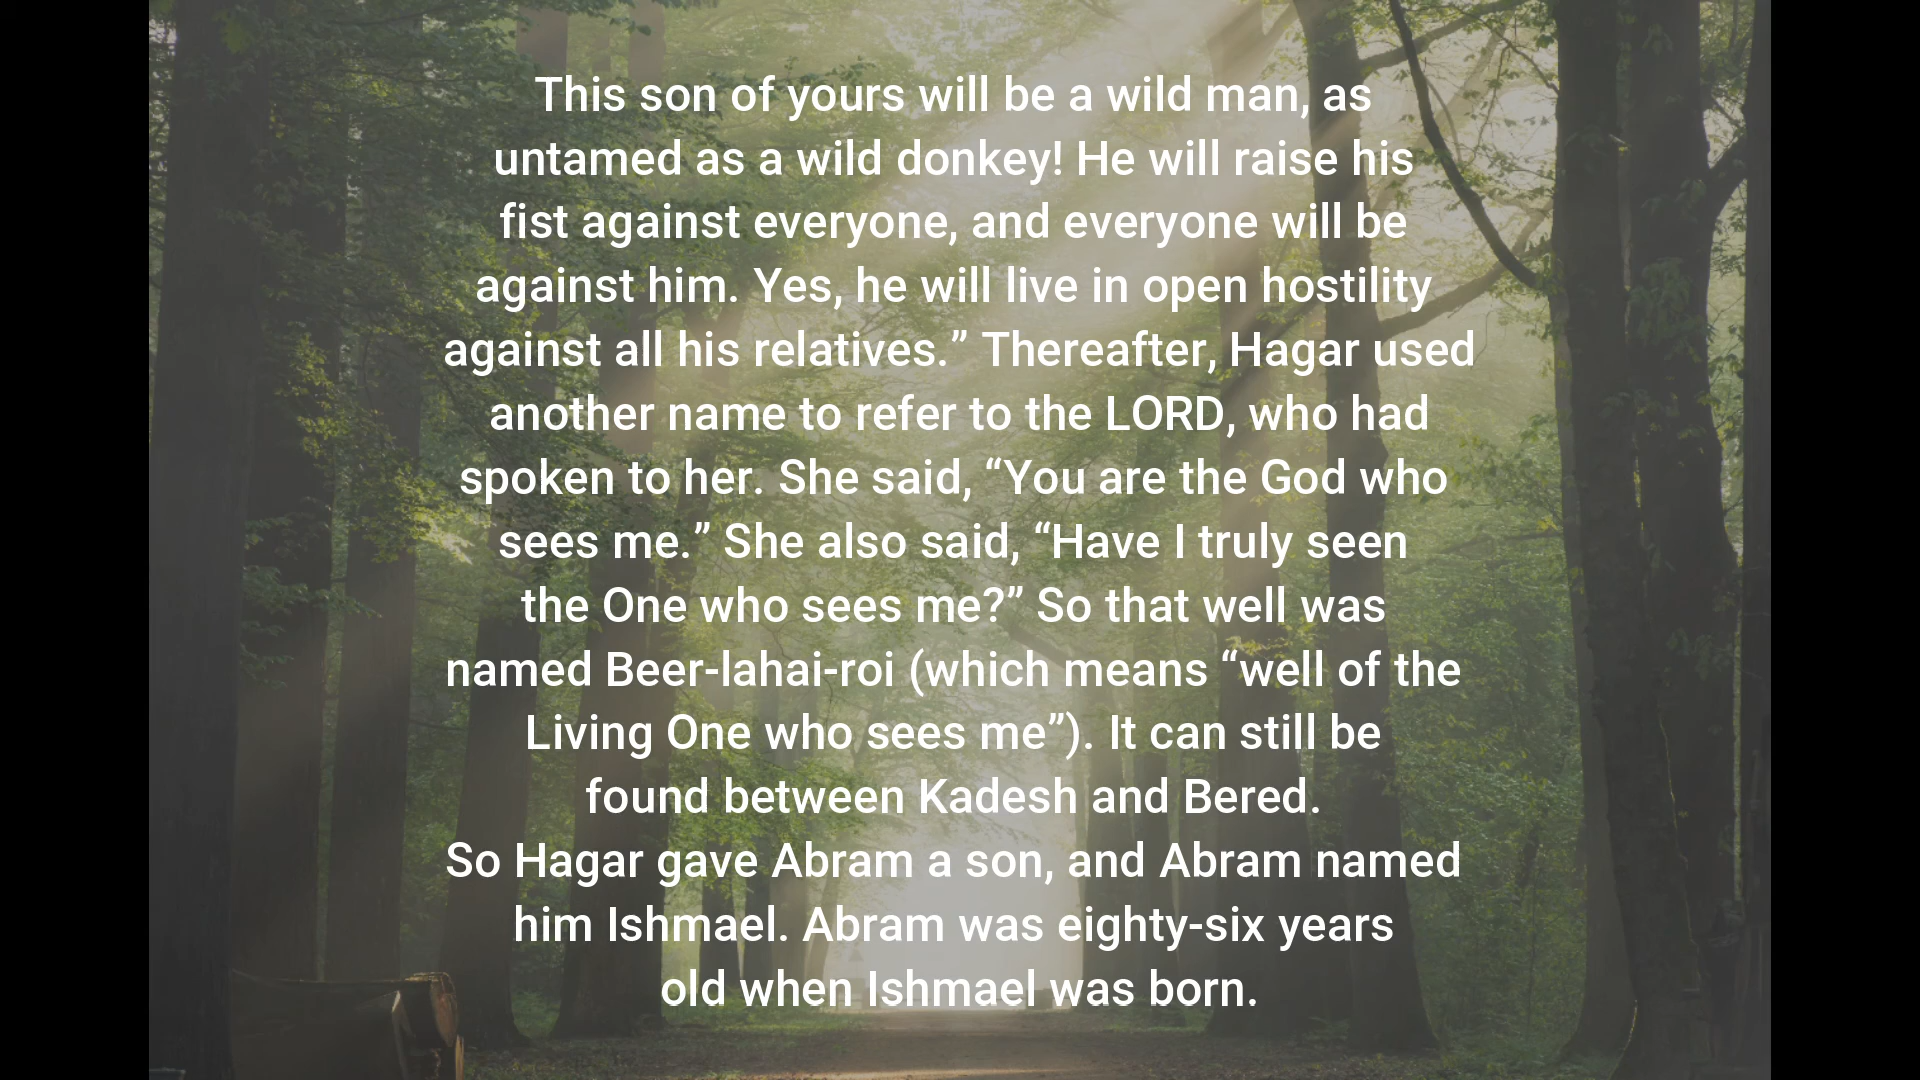 This son of yours will be a wild man, as
untamed as a wild donkey! He will raise his
fist against everyone, and everyone will be
against him. Yes, he will live in open hostility
against all his relatives.” Thereafter, Hagar used
another name to refer to the LORD, who had
spoken to her. She said, “You are the God who
sees me.” She also said, “Have I truly seen
the One who sees me?” So that well was
named Beer-lahai-roi (which means “well of the
Living One who sees me”). It can still be
found between Kadesh and Bered.
So Hagar gave Abram a son, and Abram named
him Ishmael. Abram was eighty-six years
old when Ishmael was born.